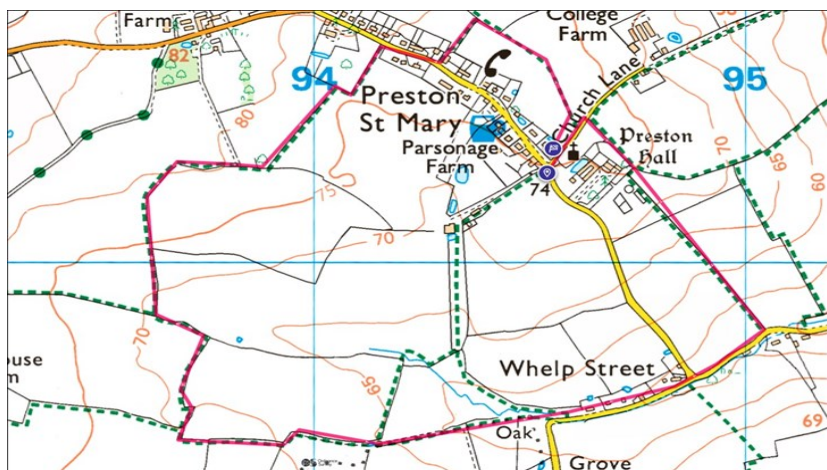 Farm
82
94
80
College
Farm
95
Church Lane
Preston
St Mary
Parsonage
Farm
Preston
Hall
74
75
70
70
65
60
70
70
65
Whelp Street
Oak
Grove
69